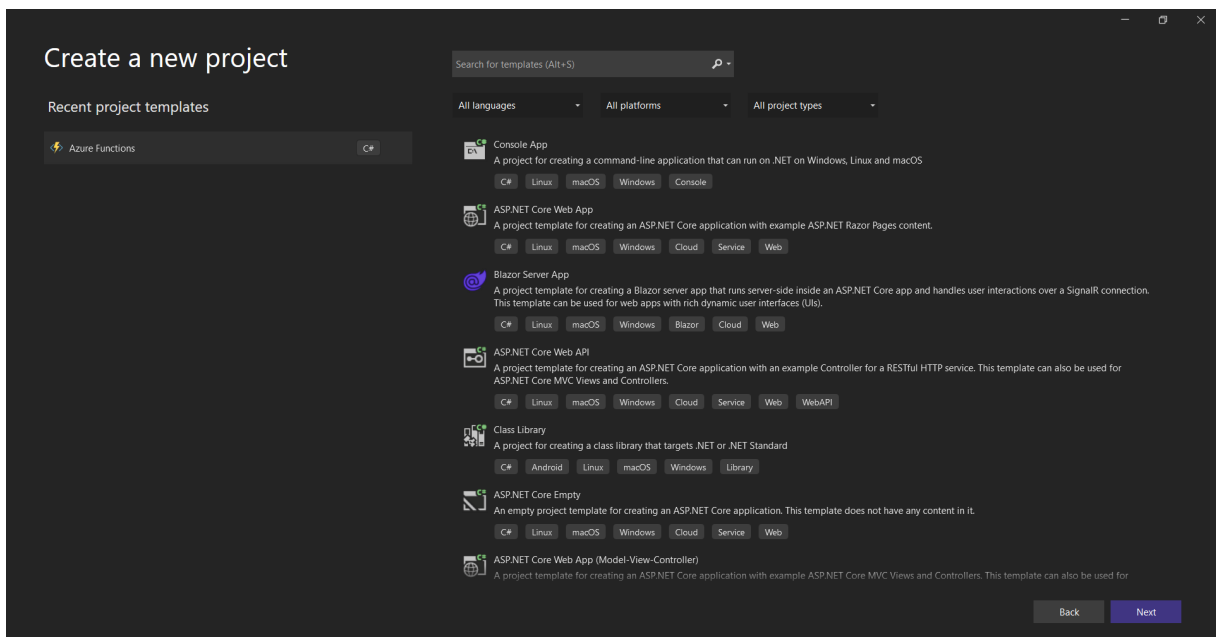 Create a new project
Recent project templates
Azure Functions C#
Search for templates (Alt+S)
All languages All platforms All project types
Console App
A project for creating a command-line application that can run on .NET on Windows, Linux and macOS
C# Linux macOS Windows Console
ASP.NET Core Web App
A project template for creating an ASP.NET Core application with example ASP.NET Razor Pages content.
C# Linux macOS Windows Cloud Service Web
Blazor Server App
A project template for creating a Blazor server app that runs server-side inside an ASP.NET Core app and handles user interactions over a SignalR connection.
This template can be used for web apps with rich dynamic user interfaces (UIs).
C# Linux macOS Windows Blazor Cloud Web
ASP.NET Core Web API
A project template for creating an ASP.NET Core application with an example Controller for a RESTful HTTP service. This template can also be used for
ASP.NET Core MVC Views and Controllers.
C# Linux macOS Windows Cloud Service Web WebAPI
Class Library
A project for creating a class library that targets .NET or .NET Standard
C# Android Linux macOS Windows Library
ASP.NET Core Empty
An empty project template for creating an ASP.NET Core application. This template does not have any content in it.
C# Linux macOS Windows Cloud Service Web
ASP.NET Core Web App (Model-View-Controller)
A project template for creating an ASP.NET Core application with example ASP.NET Core MVC Views and Controllers. This template can also be used for
Back Next